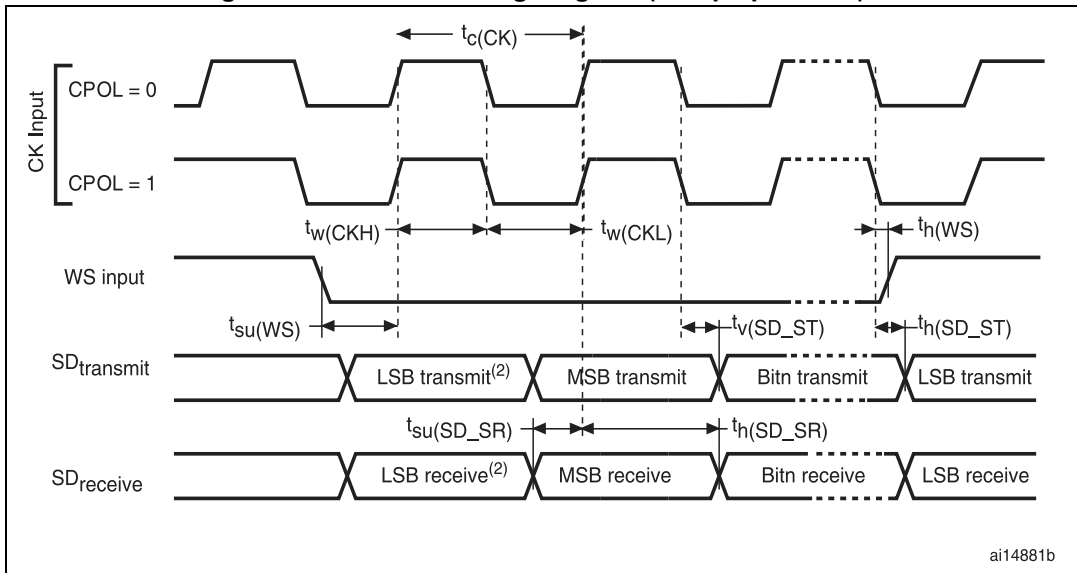 tc(CK)
CK Input
CPOL = 0
CPOL = 1
tw(CKH)
tw(CKL)
th(WS)
WS input
tsu(WS)
tv(SD_ST)
th(SD_ST)
SDtransmit
LSB transmit(2)
MSB transmit
Bitn transmit
LSB transmit
tsu(SD_SR)
th(SD_SR)
SDreceive
LSB receive(2)
MSB receive
Bitn receive
LSB receive
ai14881b